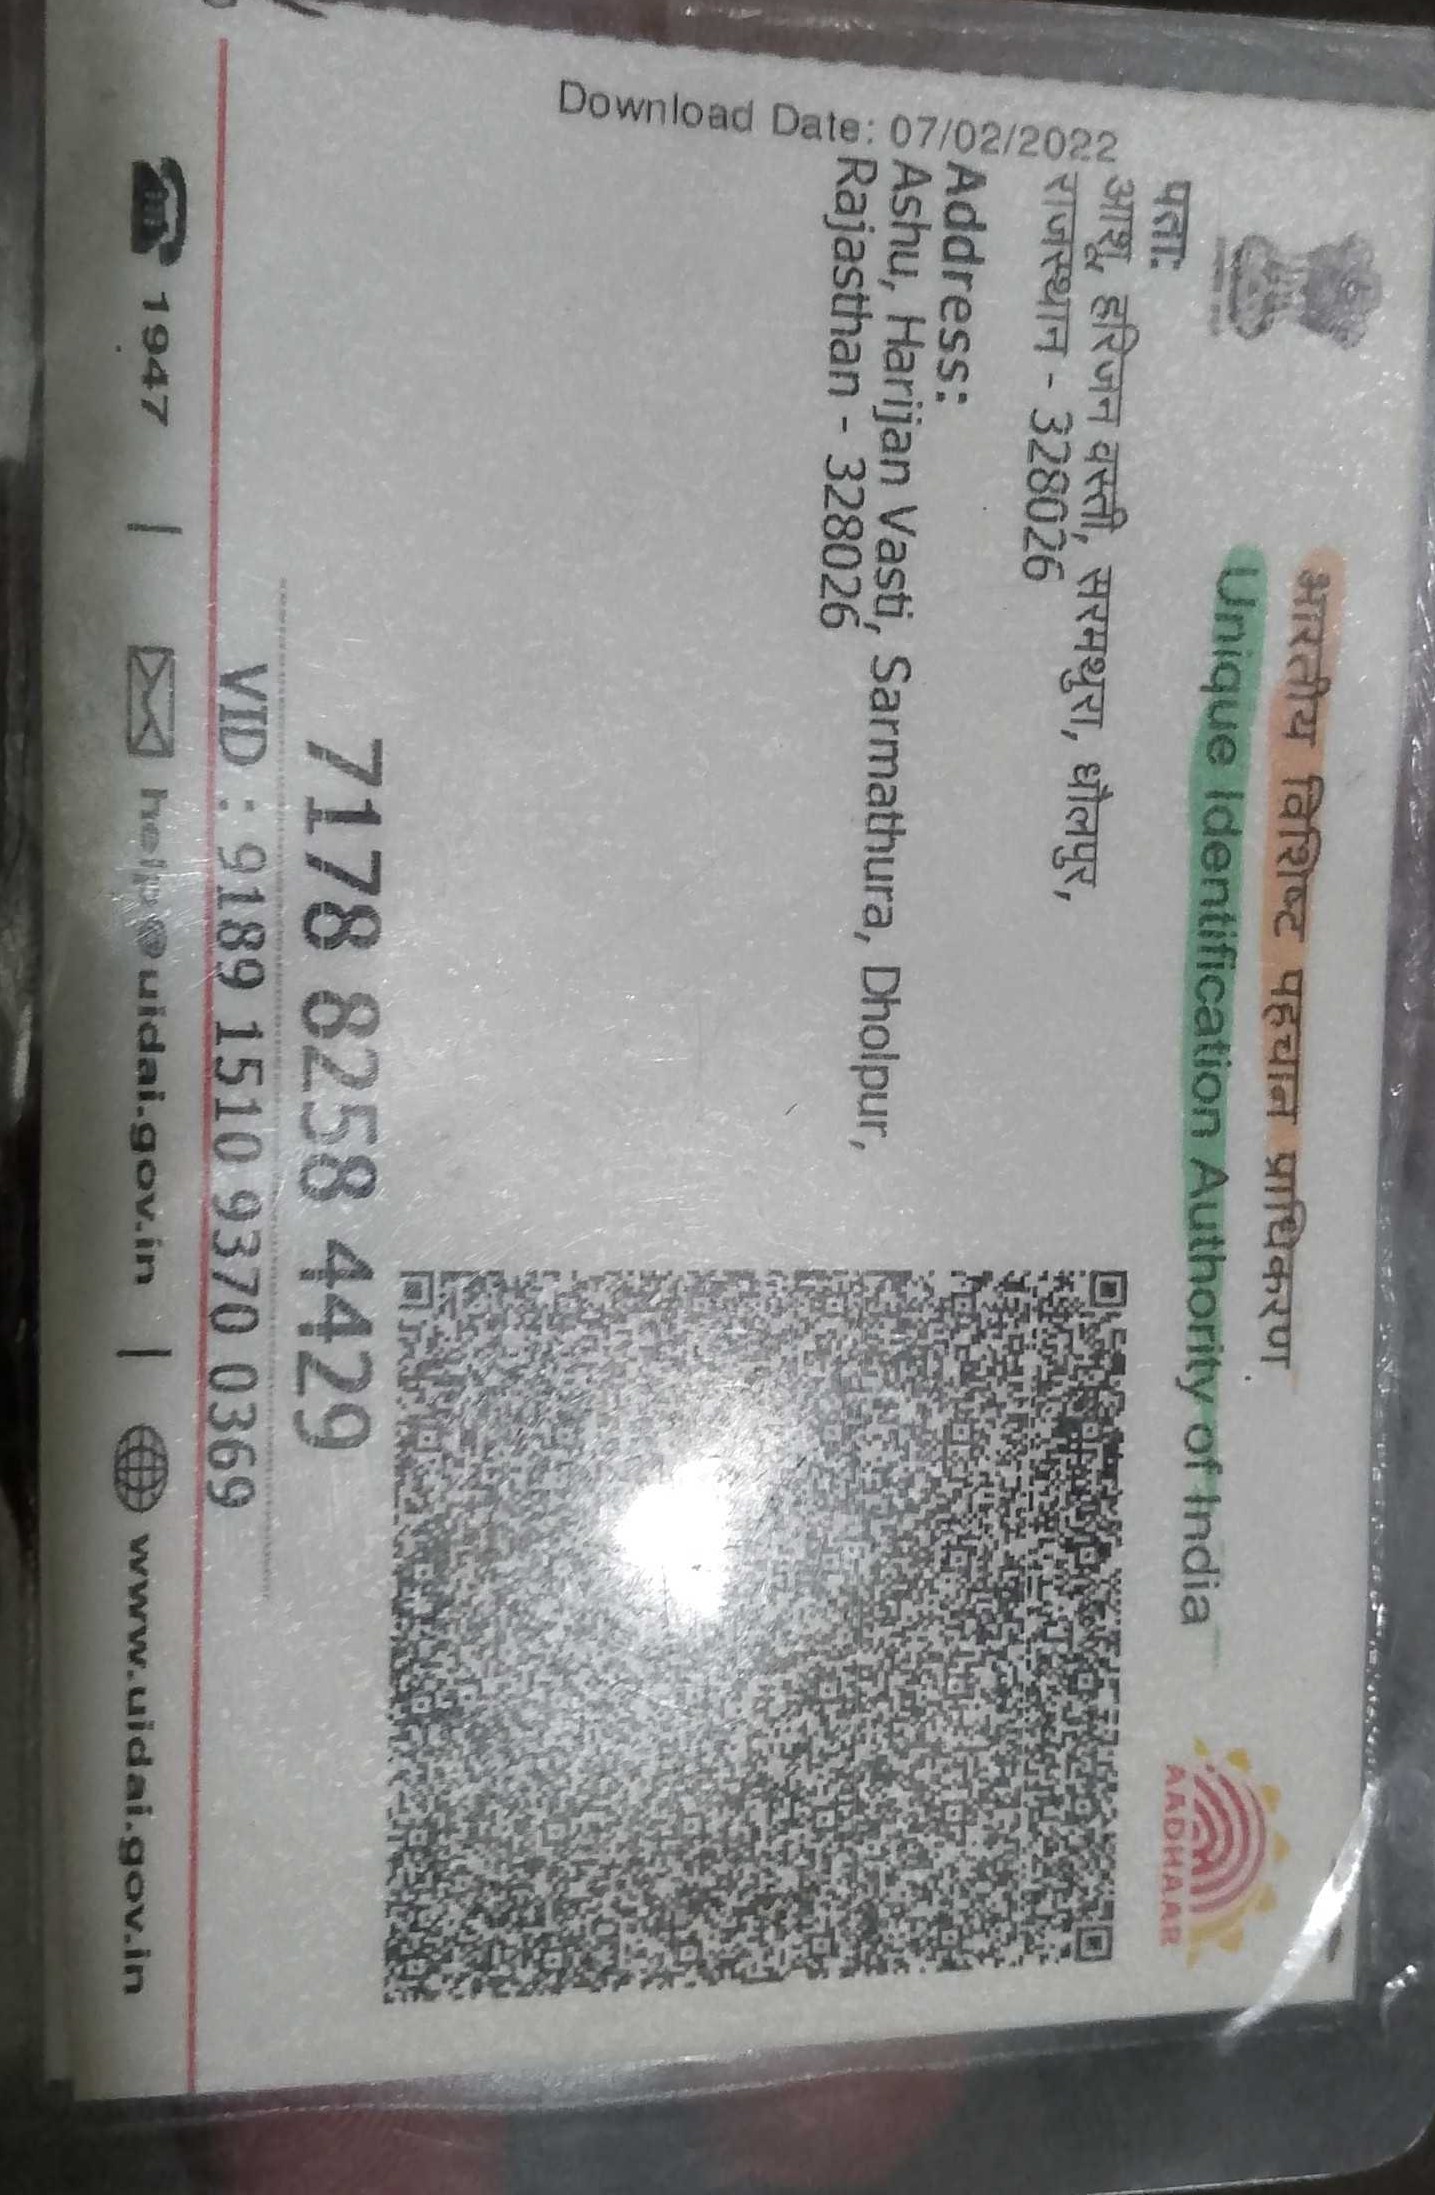 भारतीय विशिष्ट पहचान प्राधिकरण
Unique Identification Authority of India
AADHAAR
Download Date: 07/02/2022
पता:
आशु, हरिजन वस्ती, सरमथुरा, धौलपुर,
राजस्थान - 328026
Address:
Ashu, Harijan Vasti, Sarmathura, Dholpur,
Rajasthan - 328026
7178 8258 4429
VID : 9189 1510 9370 0369
1947 | help@uidai.gov.in | www.uidai.gov.in